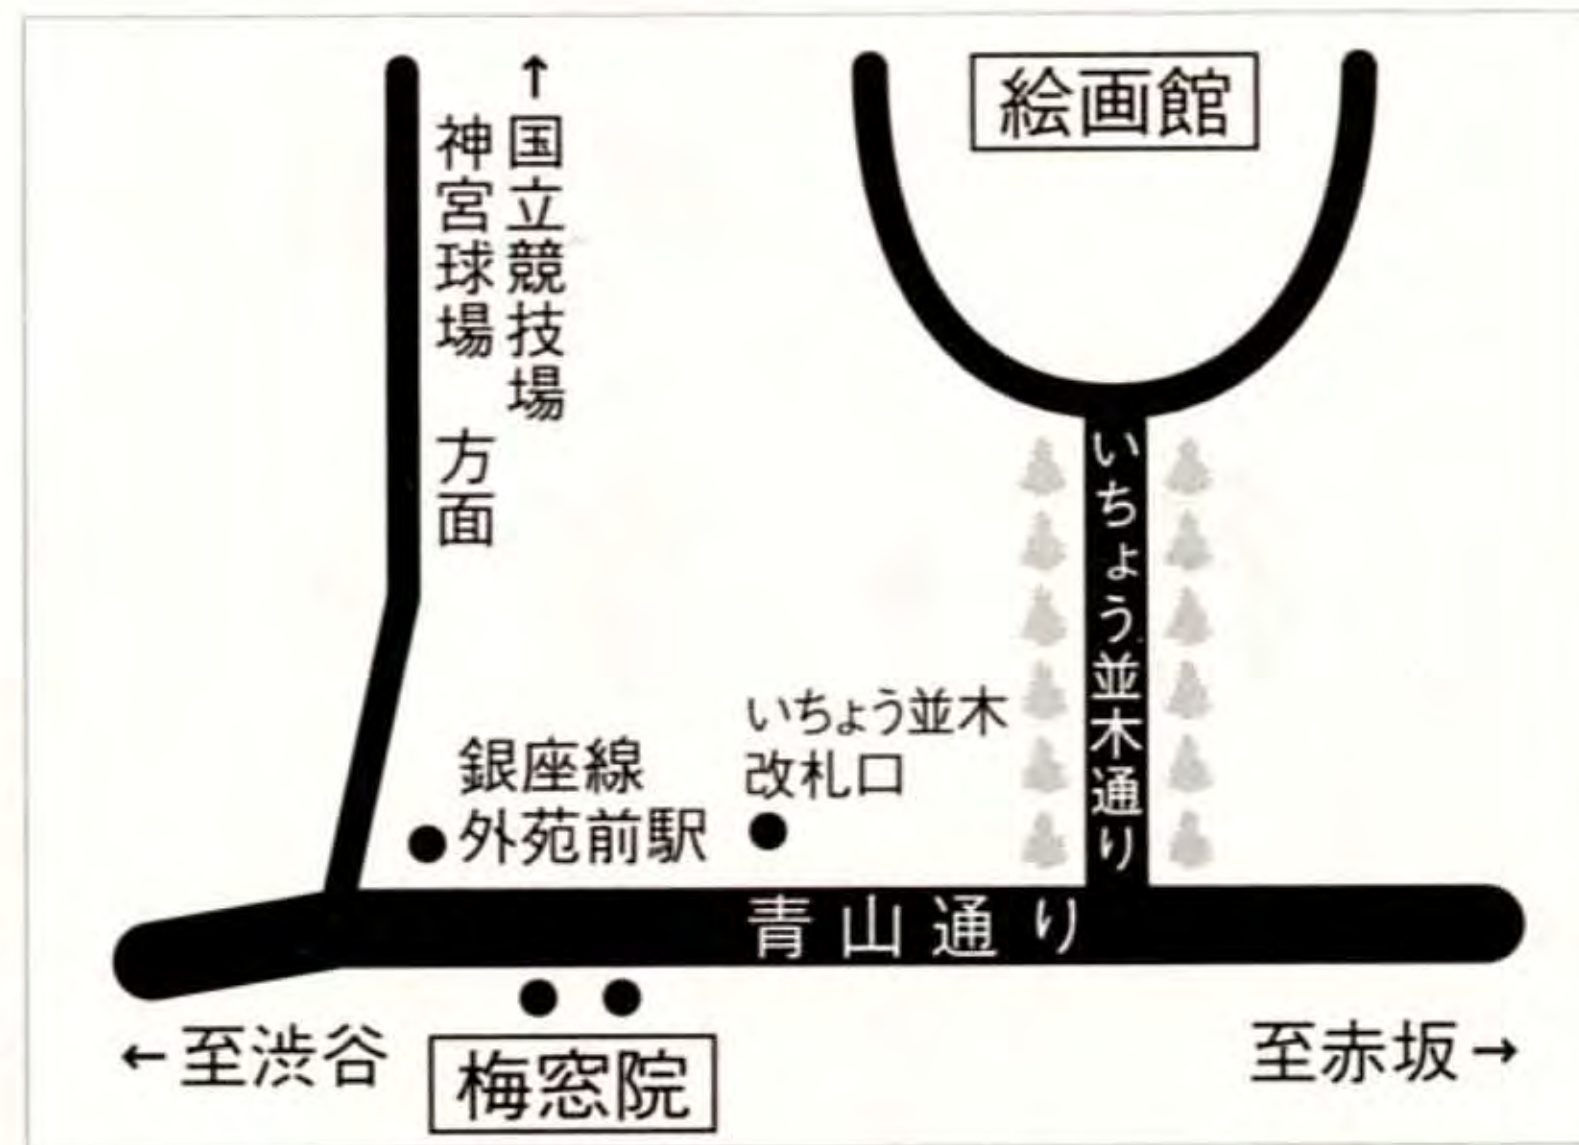 絵画館
↑国立競技場
神宮球場 方面
いちょう並木通り
いちょう並木
改札口
銀座線
外苑前駅
青山通り
←至渋谷
梅窓院
至赤坂→